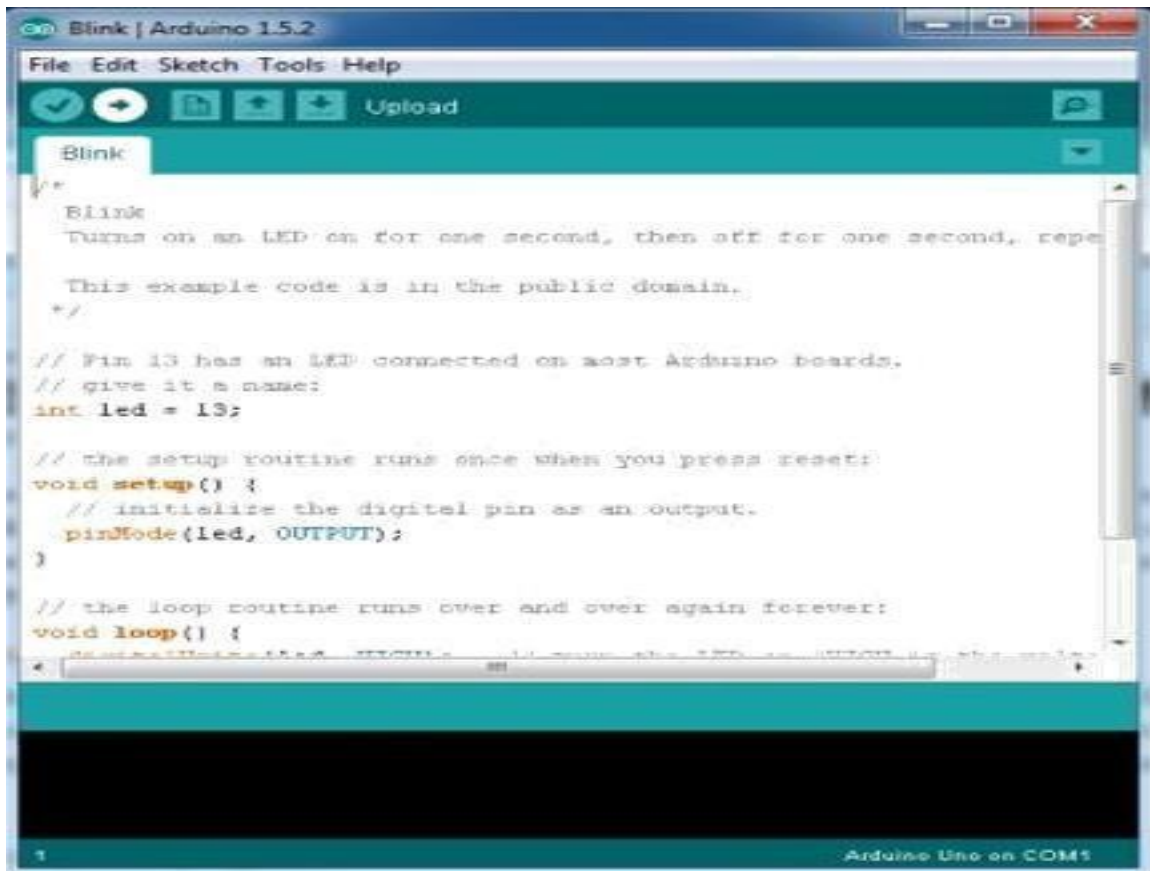 Blink | Arduino 1.5.2
File Edit Sketch Tools Help
Upload
Blink
/*
Blink
Turns on an LED on for one second, then off for one second, repe
This example code is in the public domain.
*/
// Pin 13 has an LED connected on most Arduino boards.
// give it a name:
int led = 13;
// the setup routine runs once when you press reset:
void setup() {
// initialize the digital pin as an output.
pinMode(led, OUTPUT);
}
// the loop routine runs over and over again forever:
void loop() {
1
Arduino Uno on COM1